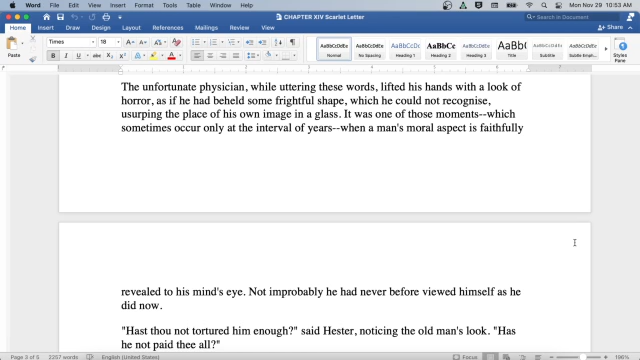 Word File Edit View Insert Format Tools Table Window Help
Mon Nov 29 10:53 AM
CHAPTER XIV Scarlet Letter
Search in Document
Home Insert Draw Design Layout References Mailings Review View
Share
Paste
Times 18
AaBbCcDdEe AaBbCcDdEe AaBbCcDc AaBbCcDdEe AaBbC AaBbCcDdEe AaBbCcDdEe
Normal No Spacing Heading 1 Heading 2 Title Subtitle Subtle Emph...
The unfortunate physician, while uttering these words, lifted his hands with a look of
horror, as if he had beheld some frightful shape, which he could not recognise,
usurping the place of his own image in a glass. It was one of those moments--which
sometimes occur only at the interval of years--when a man's moral aspect is faithfully
revealed to his mind's eye. Not improbably he had never before viewed himself as he
did now.
"Hast thou not tortured him enough?" said Hester, noticing the old man's look. "Has
he not paid thee all?"
Page 3 of 5 2257 words English (United States)
Focus
196%